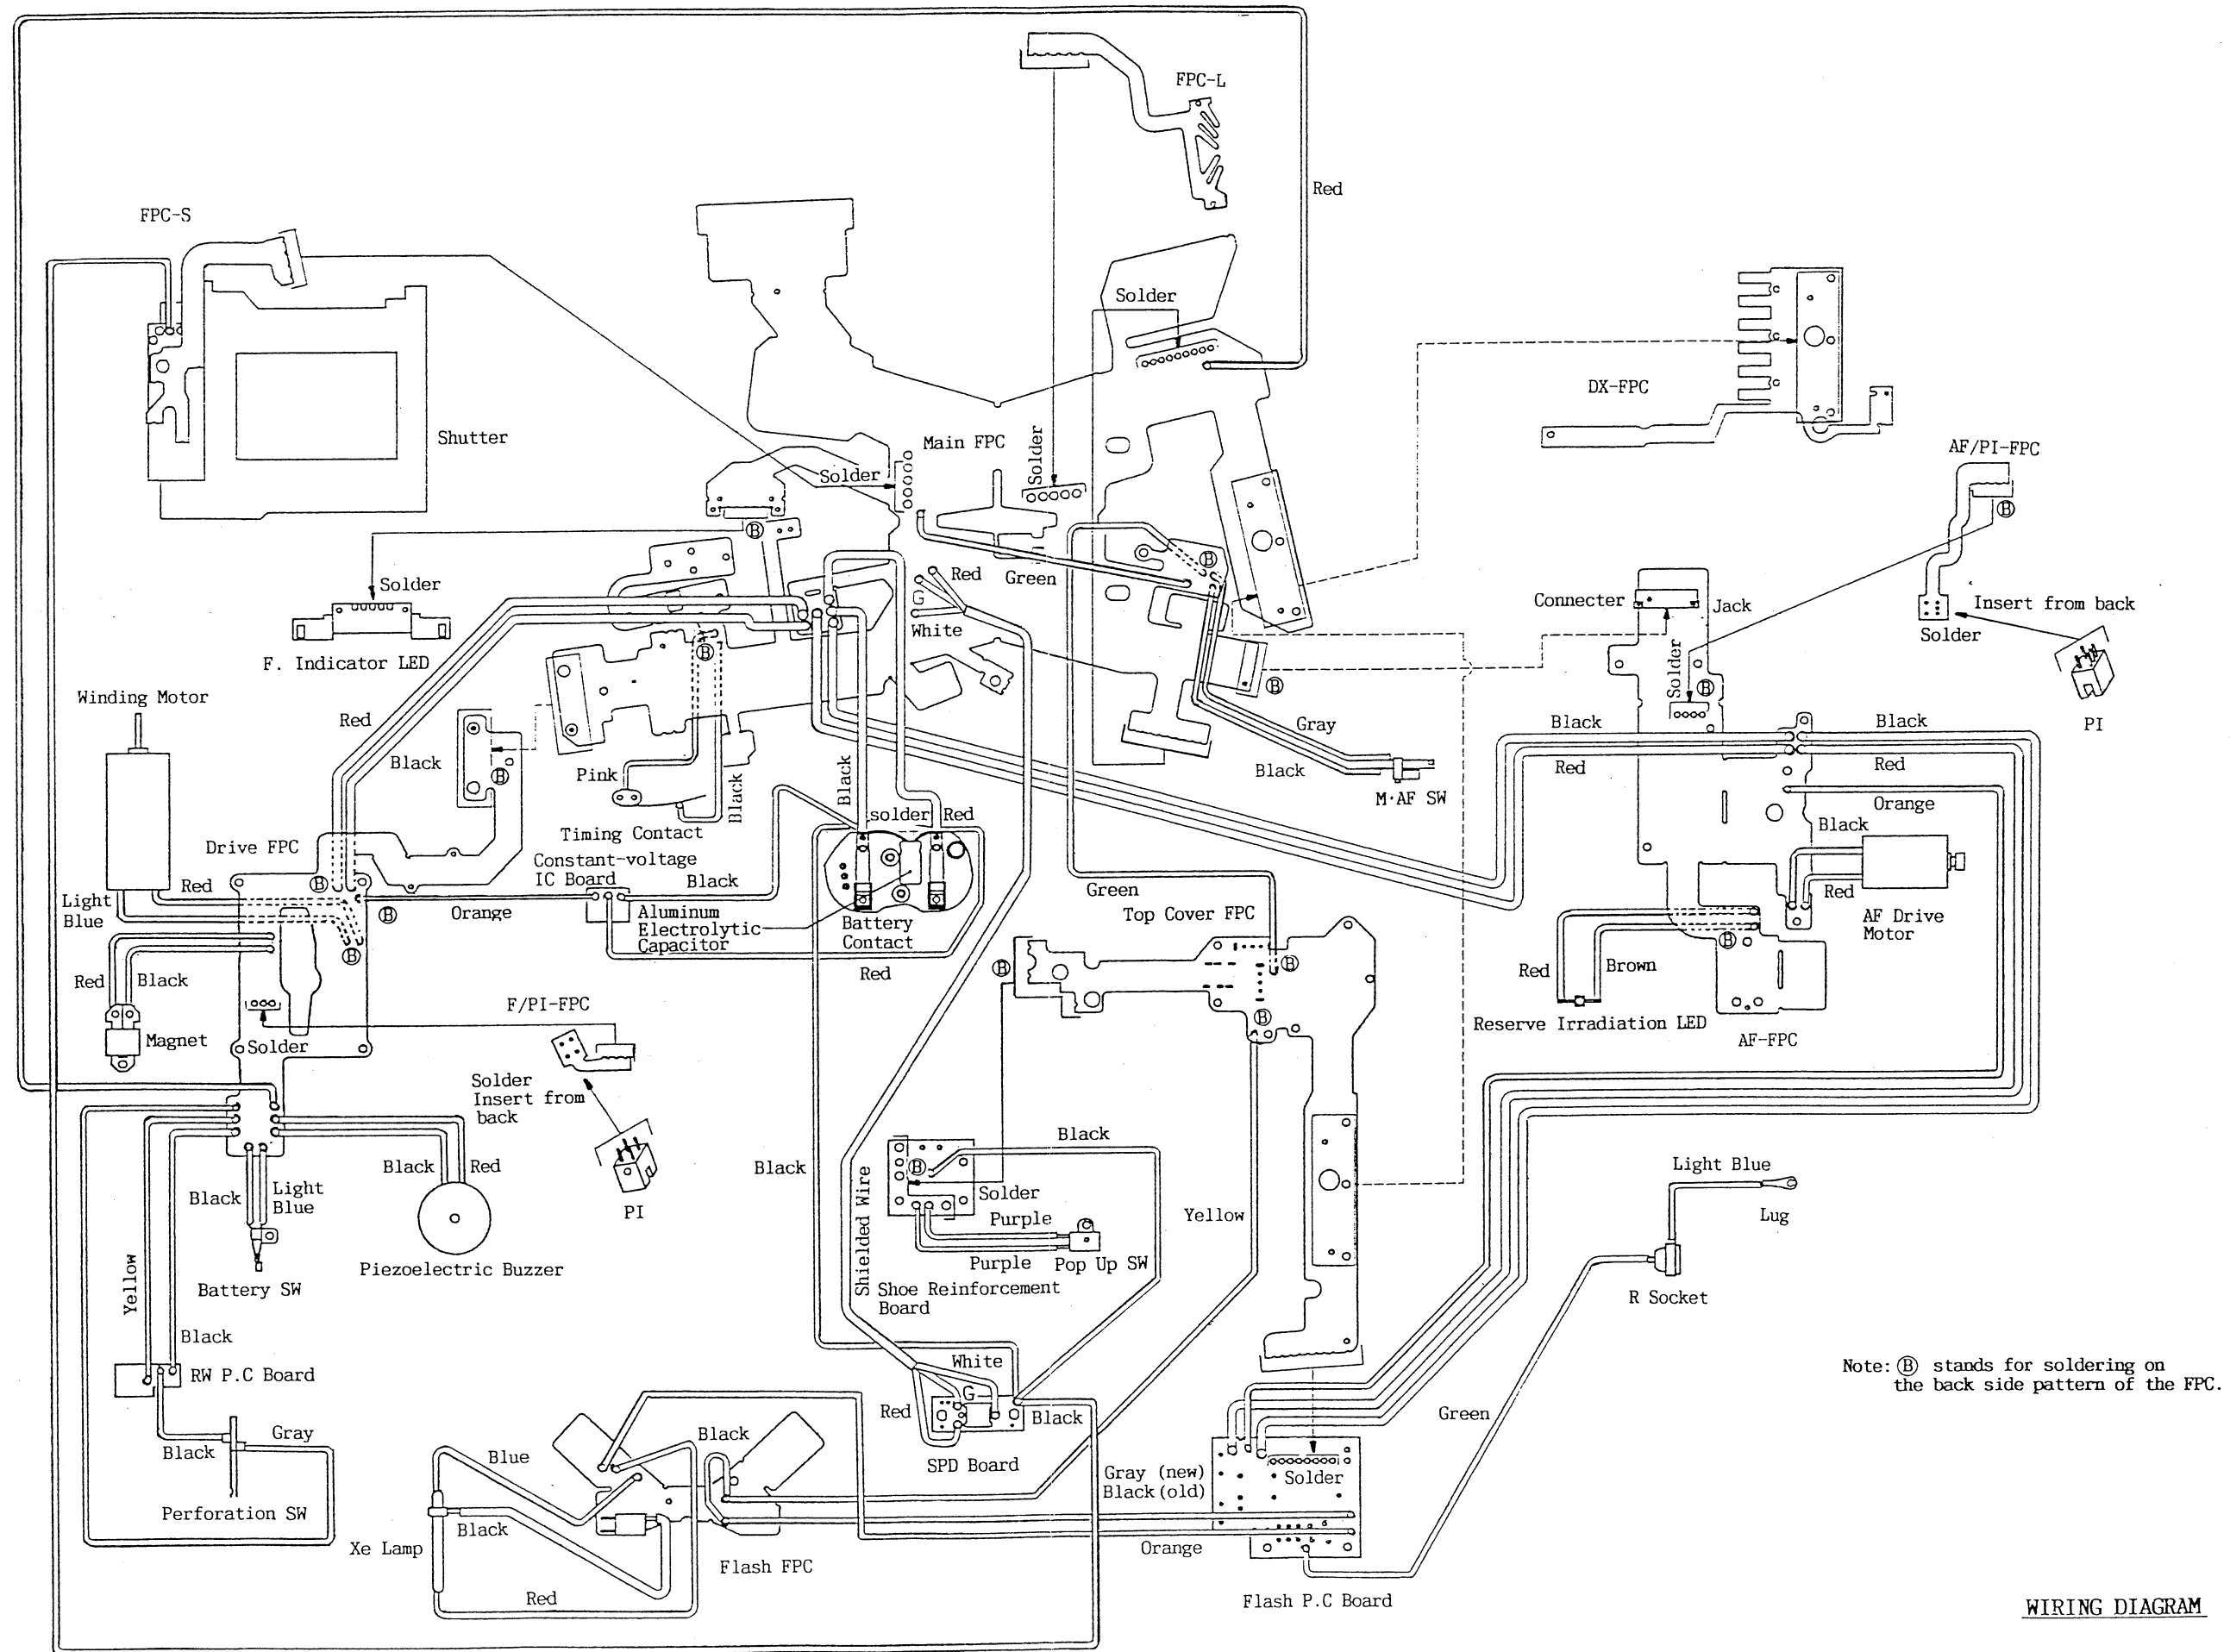 FPC-L
Red
FPC-S
Solder
DX-FPC
Shutter
Main FPC
Solder
Solder
AF/PI-FPC
B
B
Solder
F. Indicator LED
Red
G
White
Green
B
Connecter
Jack
Insert from back
Solder
Solder
B
PI
Winding Motor
Red
Black
B
B
Pink
Black
Timing Contact
Black
solder
Red
B
Gray
Black
M·AF SW
Black
Red
Black
Red
Orange
Black
Red
AF Drive
Motor
Drive FPC
B
Red
Light
Blue
B
Orange
Constant-voltage
IC Board
Black
Aluminum
Electrolytic
Capacitor
Battery
Contact
Red
Green
Top Cover FPC
B
B
B
B
Red
Brown
Reserve Irradiation LED
AF-FPC
B
Red
Black
Magnet
Solder
F/PI-FPC
Solder
Insert from
back
PI
Black
Red
Black
Light
Blue
Piezoelectric Buzzer
Battery SW
Yellow
Black
RW P.C Board
Black
Gray
Perforation SW
Black
Shielded Wire
B
Black
Solder
Purple
Purple
Pop Up SW
Shoe Reinforcement
Board
Yellow
Light Blue
Lug
R Socket
Green
White
G
Red
Black
SPD Board
Blue
Black
Black
Xe Lamp
Red
Flash FPC
Gray (new)
Black (old)
Solder
Orange
Flash P.C Board
Note: B stands for soldering on
the back side pattern of the FPC.
WIRING DIAGRAM